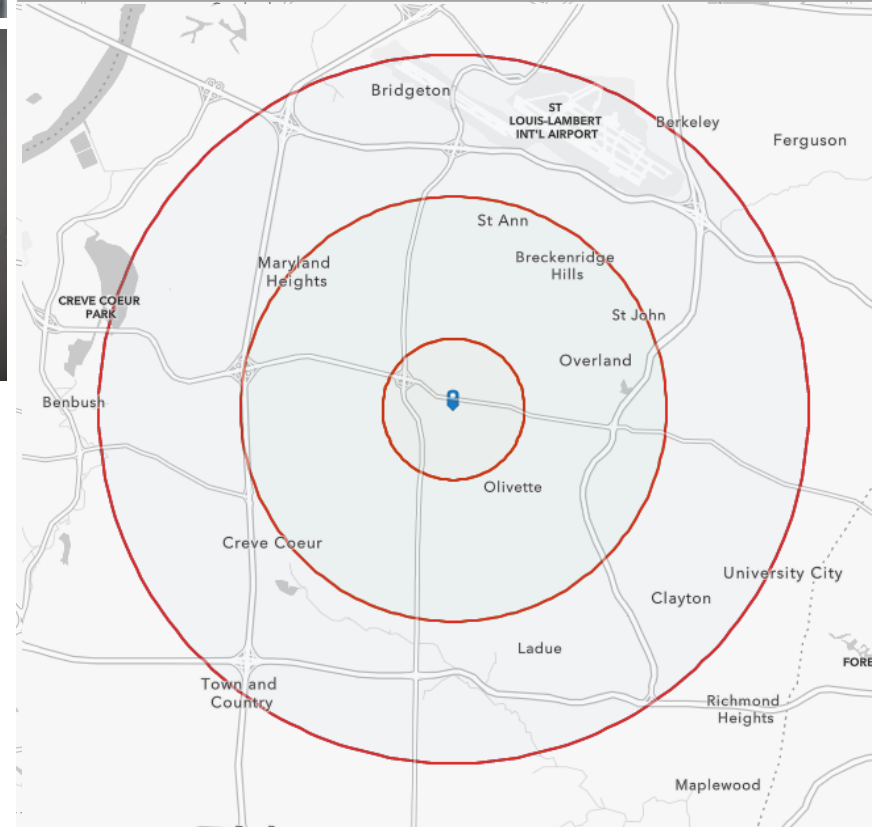 Bridgeton
ST
LOUIS-LAMBERT
INT'L AIRPORT
Berkeley
Ferguson
St Ann
Breckenridge
Hills
Maryland
Heights
CREVE COEUR
PARK
St John
Overland
Benbush
Olivette
Creve Coeur
University City
Clayton
Ladue
FORE
Town and
Country
Richmond
Heights
Maplewood